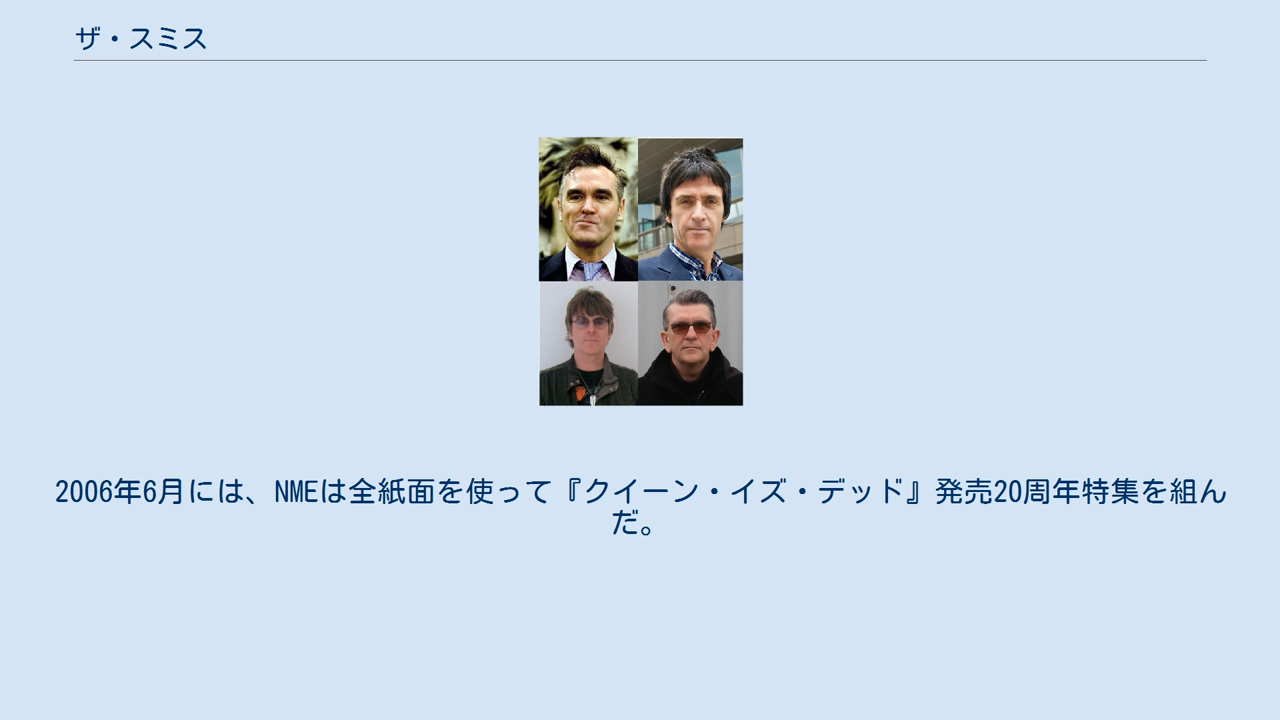 ザ・スミス
2006年6月には、NMEは全紙面を使って『クイーン・イズ・デッド』発売20周年特集を組ん
だ。